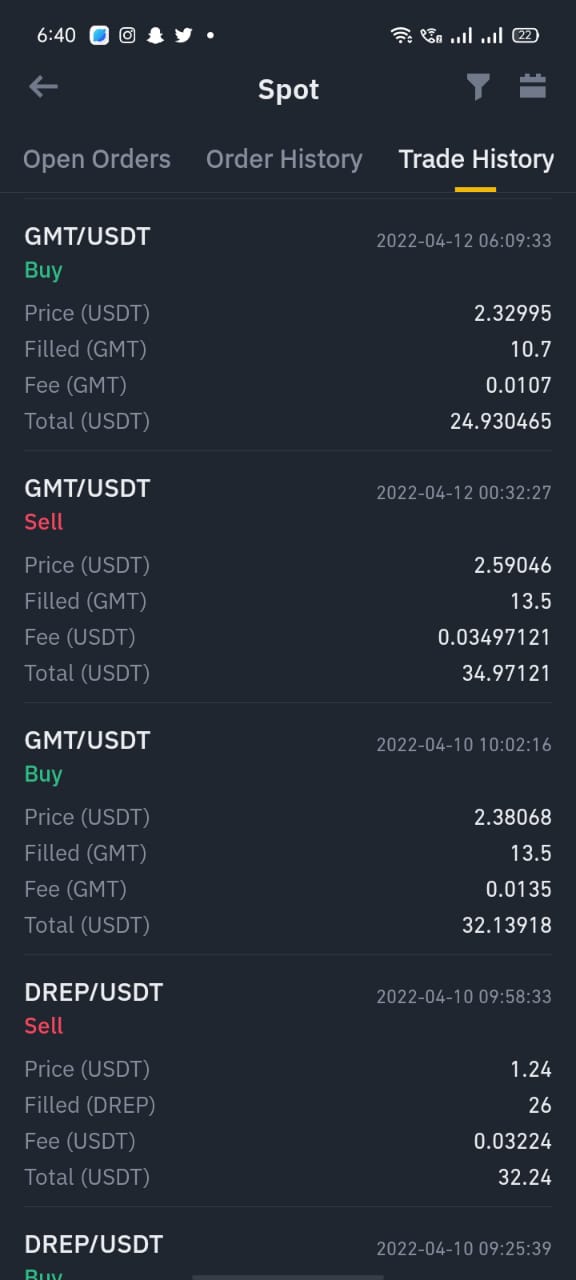 6:40
22
Spot
Open Orders Order History Trade History
GMT/USDT 2022-04-12 06:09:33
Buy
Price (USDT) 2.32995
Filled (GMT) 10.7
Fee (GMT) 0.0107
Total (USDT) 24.930465
GMT/USDT 2022-04-12 00:32:27
Sell
Price (USDT) 2.59046
Filled (GMT) 13.5
Fee (USDT) 0.03497121
Total (USDT) 34.97121
GMT/USDT 2022-04-10 10:02:16
Buy
Price (USDT) 2.38068
Filled (GMT) 13.5
Fee (GMT) 0.0135
Total (USDT) 32.13918
DREP/USDT 2022-04-10 09:58:33
Sell
Price (USDT) 1.24
Filled (DREP) 26
Fee (USDT) 0.03224
Total (USDT) 32.24
DREP/USDT 2022-04-10 09:25:39
Buy